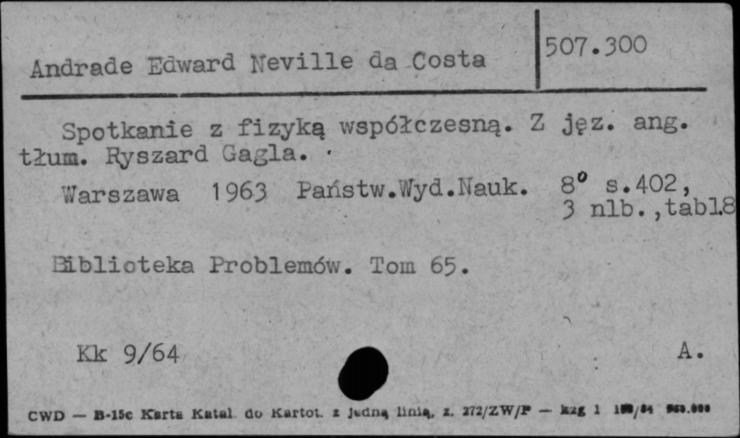 Andrade Edward Neville da Costa
507.300
Spotkanie z fizyką współczesną. Z jęz. ang.
tłum. Ryszard Gagla.
Warszawa 1963 Państw.Wyd.Nauk. 8° s.402,
3 nlb.,tabl.8
Biblioteka Problemów. Tom 65.
Kk 9/64 A.
CWD — B-15c Karta Katal. do Kartot. z jedną linią, z. 272/ZW/P — kzg 1